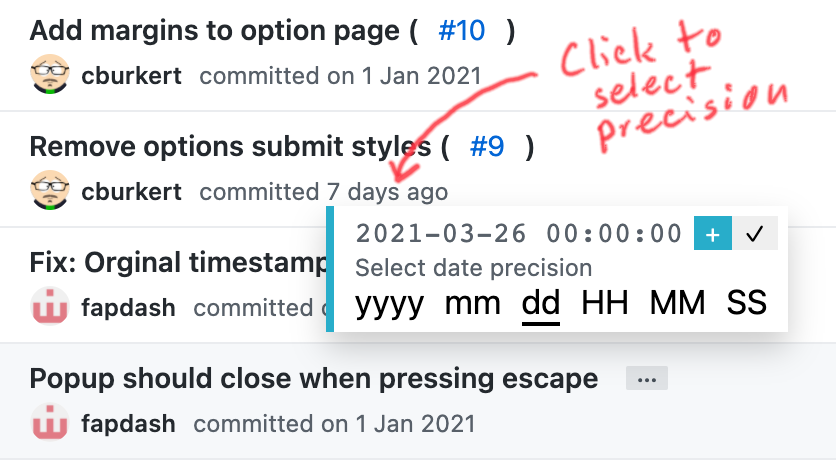 Add margins to option page ( #10 )
cburkert committed on 1 Jan 2021
Click to
select
precision
Remove options submit styles ( #9 )
cburkert committed 7 days ago
2021-03-26 00:00:00 + ✓
Select date precision
yyyy mm dd HH MM SS
Fix: Orginal timestamp
fapdash committed
Popup should close when pressing escape ...
fapdash committed on 1 Jan 2021